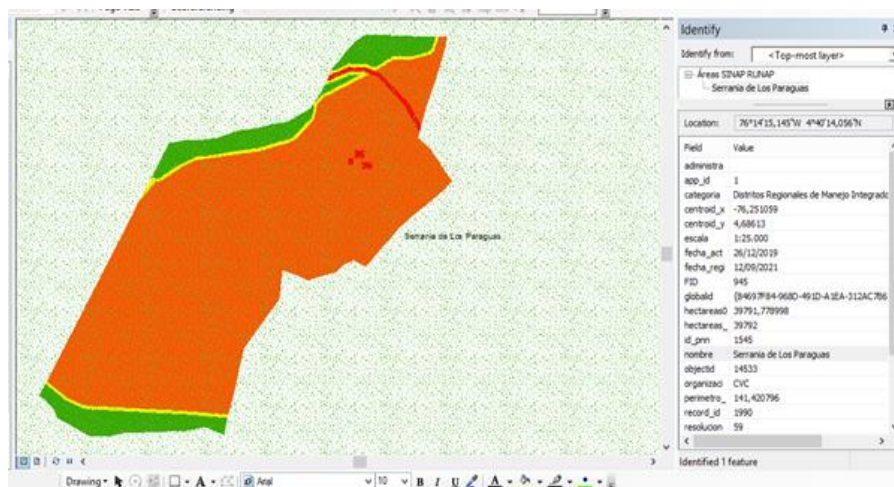 Identify
Identify from: <Top-most layer>
Áreas SINAP RUNAP
Serrania de Los Paraguas
Location: 76°14'15,145"W 4°40'14,056"N
Field Value
administra
app_id 1
categoria Distritos Regionales de Manejo Integrado
centroid_x -76,251059
centroid_y 4,68613
escala 1:25.000
fecha_act 26/12/2019
fecha_regi 12/09/2021
FID 945
globalid {B4697F84-968D-491D-A1EA-312AC7B6
hectareas0 39791,778998
hectareas_ 39792
id_pnn 1545
nombre Serrania de Los Paraguas
objectid 14533
organizaci CVC
perimetro_ 141,420796
record_id 1990
resolucion 59
Identified 1 feature
Serrania de Los Paraguas
Drawing A Arial 10 B I U A